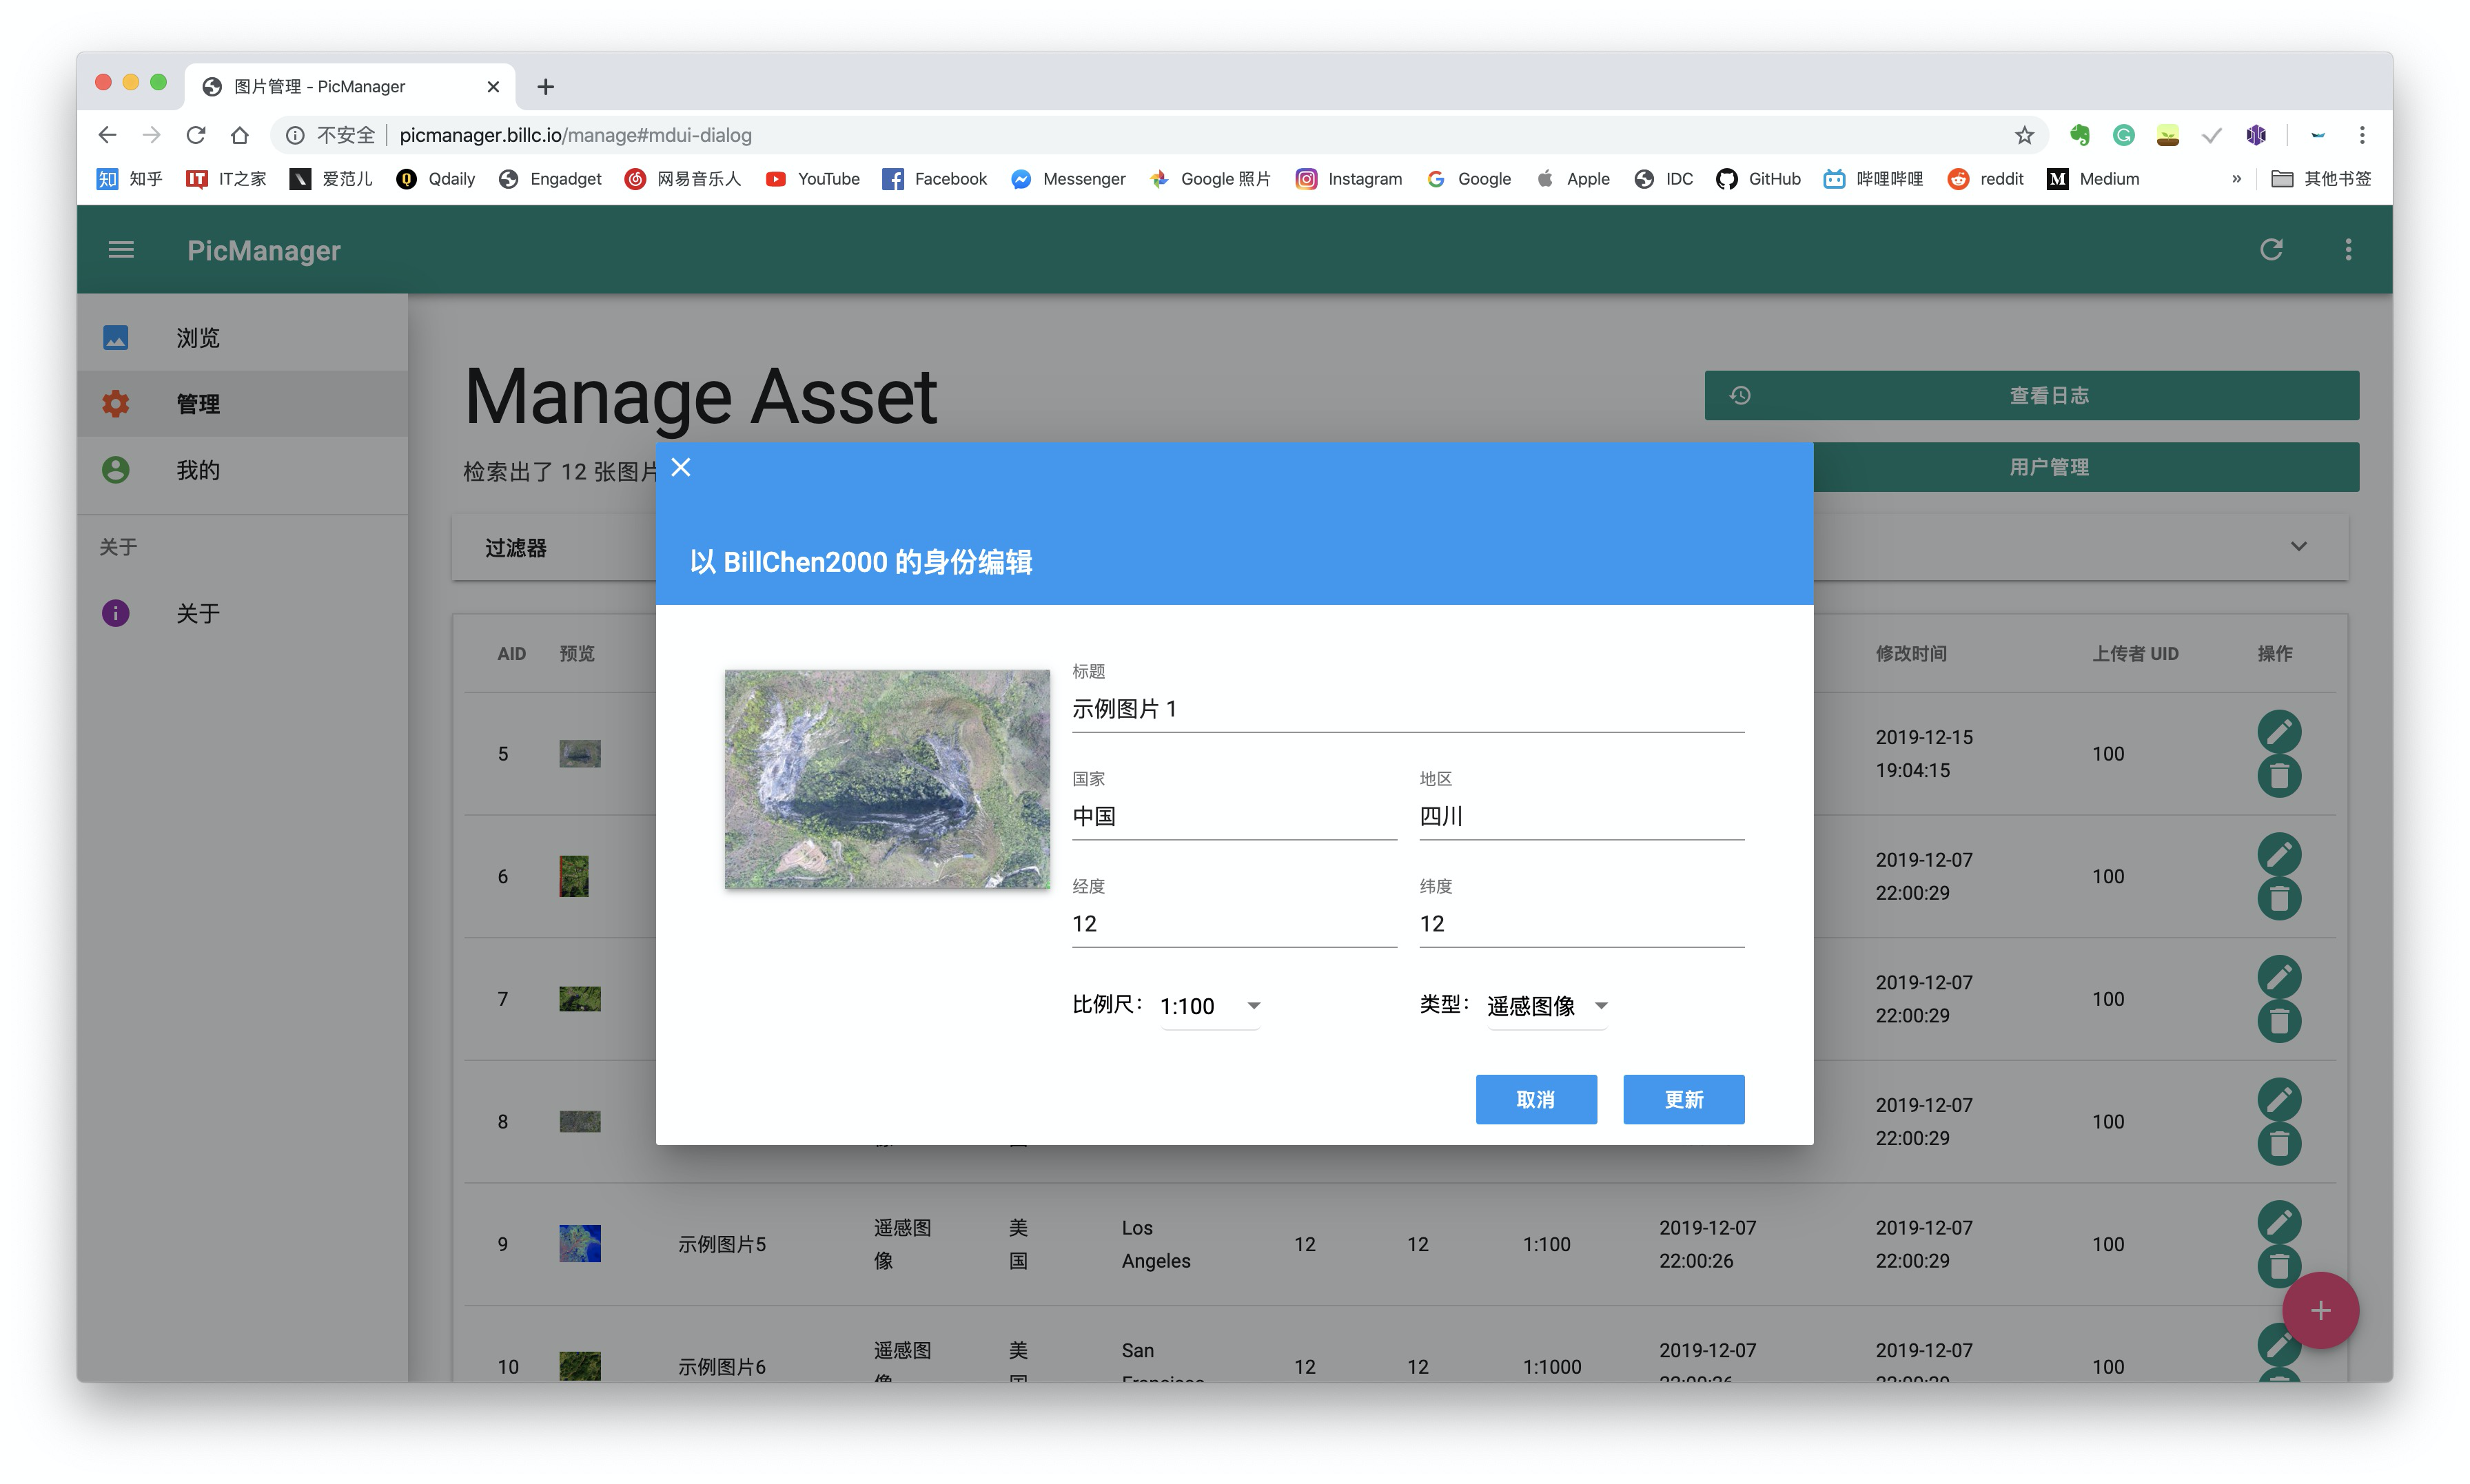 图片管理 - PicManager
不安全 picmanager.billc.io/manage#mdui-dialog
知乎 IT之家 爱范儿 Qdaily Engadget 网易音乐人 YouTube Facebook Messenger Google 照片 Instagram Google Apple IDC GitHub 哔哩哔哩 reddit Medium » 其他书签
PicManager
浏览
管理
我的
关于
关于
Manage Asset
查看日志
检索出了 12 张图片
用户管理
过滤器
以 BillChen2000 的身份编辑
标题
示例图片 1
国家 地区
中国 四川
经度 纬度
12 12
比例尺： 1:100 类型： 遥感图像
取消 更新
AID 预览 修改时间 上传者 UID 操作
5 2019-12-15 19:04:15 100
6 2019-12-07 22:00:29 100
7 2019-12-07 22:00:29 100
8 2019-12-07 22:00:29 100
9 示例图片5 遥感图像 美国 Los Angeles 12 12 1:100 2019-12-07 22:00:26 2019-12-07 22:00:29 100
10 示例图片6 遥感图 美 San 12 12 1:1000 2019-12-07 2019-12-07 100